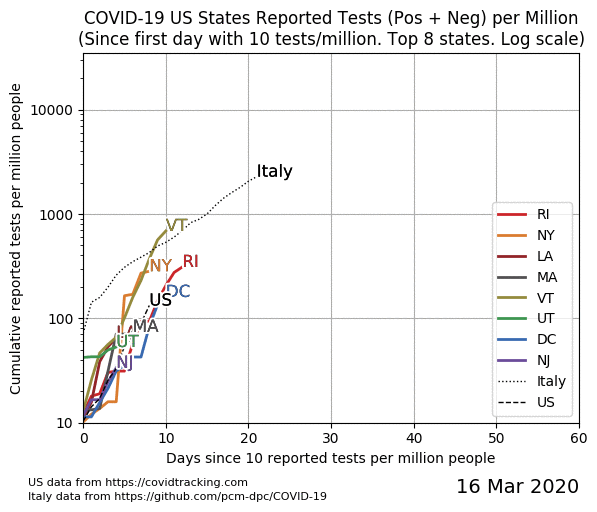 COVID-19 US States Reported Tests (Pos + Neg) per Million
(Since first day with 10 tests/million. Top 8 states. Log scale)
Cumulative reported tests per million people
10000
1000
100
10
Italy
VT
NY
RI
DC
US
MA
UT
NJ
RI
NY
LA
MA
VT
UT
DC
NJ
Italy
US
0 10 20 30 40 50 60
Days since 10 reported tests per million people
US data from https://covidtracking.com
Italy data from https://github.com/pcm-dpc/COVID-19
16 Mar 2020